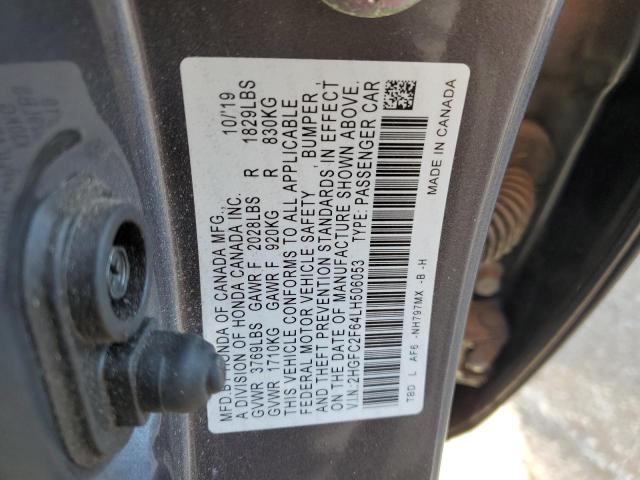 MFD.BY HONDA OF CANADA MFG., 10/'19
A DIVISION OF HONDA CANADA INC.
GVWR 3769LBS GAWR F 2028LBS R 1829LBS
GVWR 1710KG GAWR F 920KG R 830KG
THIS VEHICLE CONFORMS TO ALL APPLICABLE
FEDERAL MOTOR VEHICLE SAFETY , BUMPER ,
AND THEFT PREVENTION STANDARDS IN EFFECT
ON THE DATE OF MANUFACTURE SHOWN ABOVE.
V.I.N.:2HGFC2F64LH506053 TYPE: PASSENGER CAR
TBD L AF6 -NH797MX -B -H
MADE IN CANADA